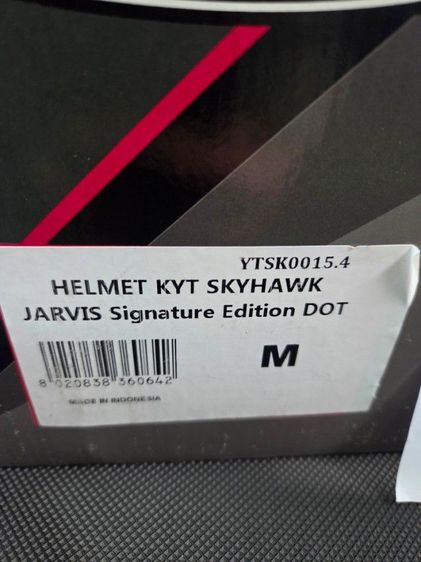 YTSK0015.4
HELMET KYT SKYHAWK
JARVIS Signature Edition DOT
M
8 020838 360642
MADE IN INDONESIA